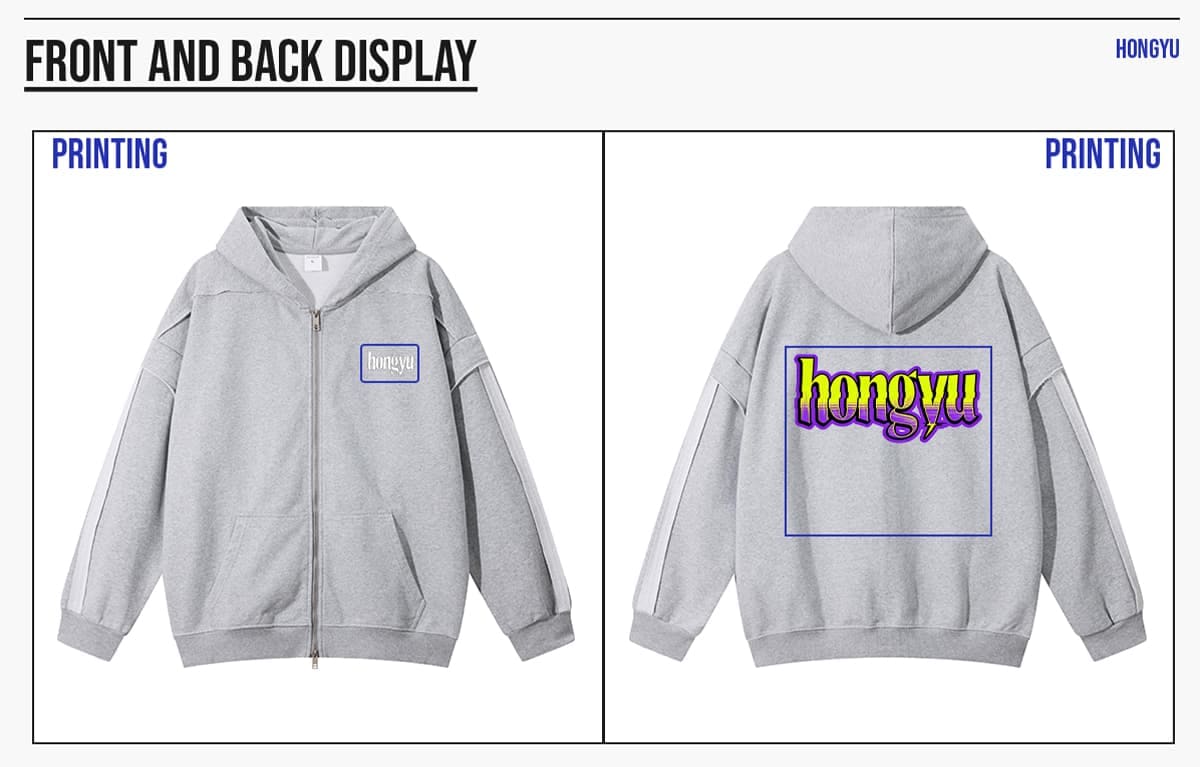 FRONT AND BACK DISPLAY
HONGYU
PRINTING
PRINTING
hongyu
hongyu